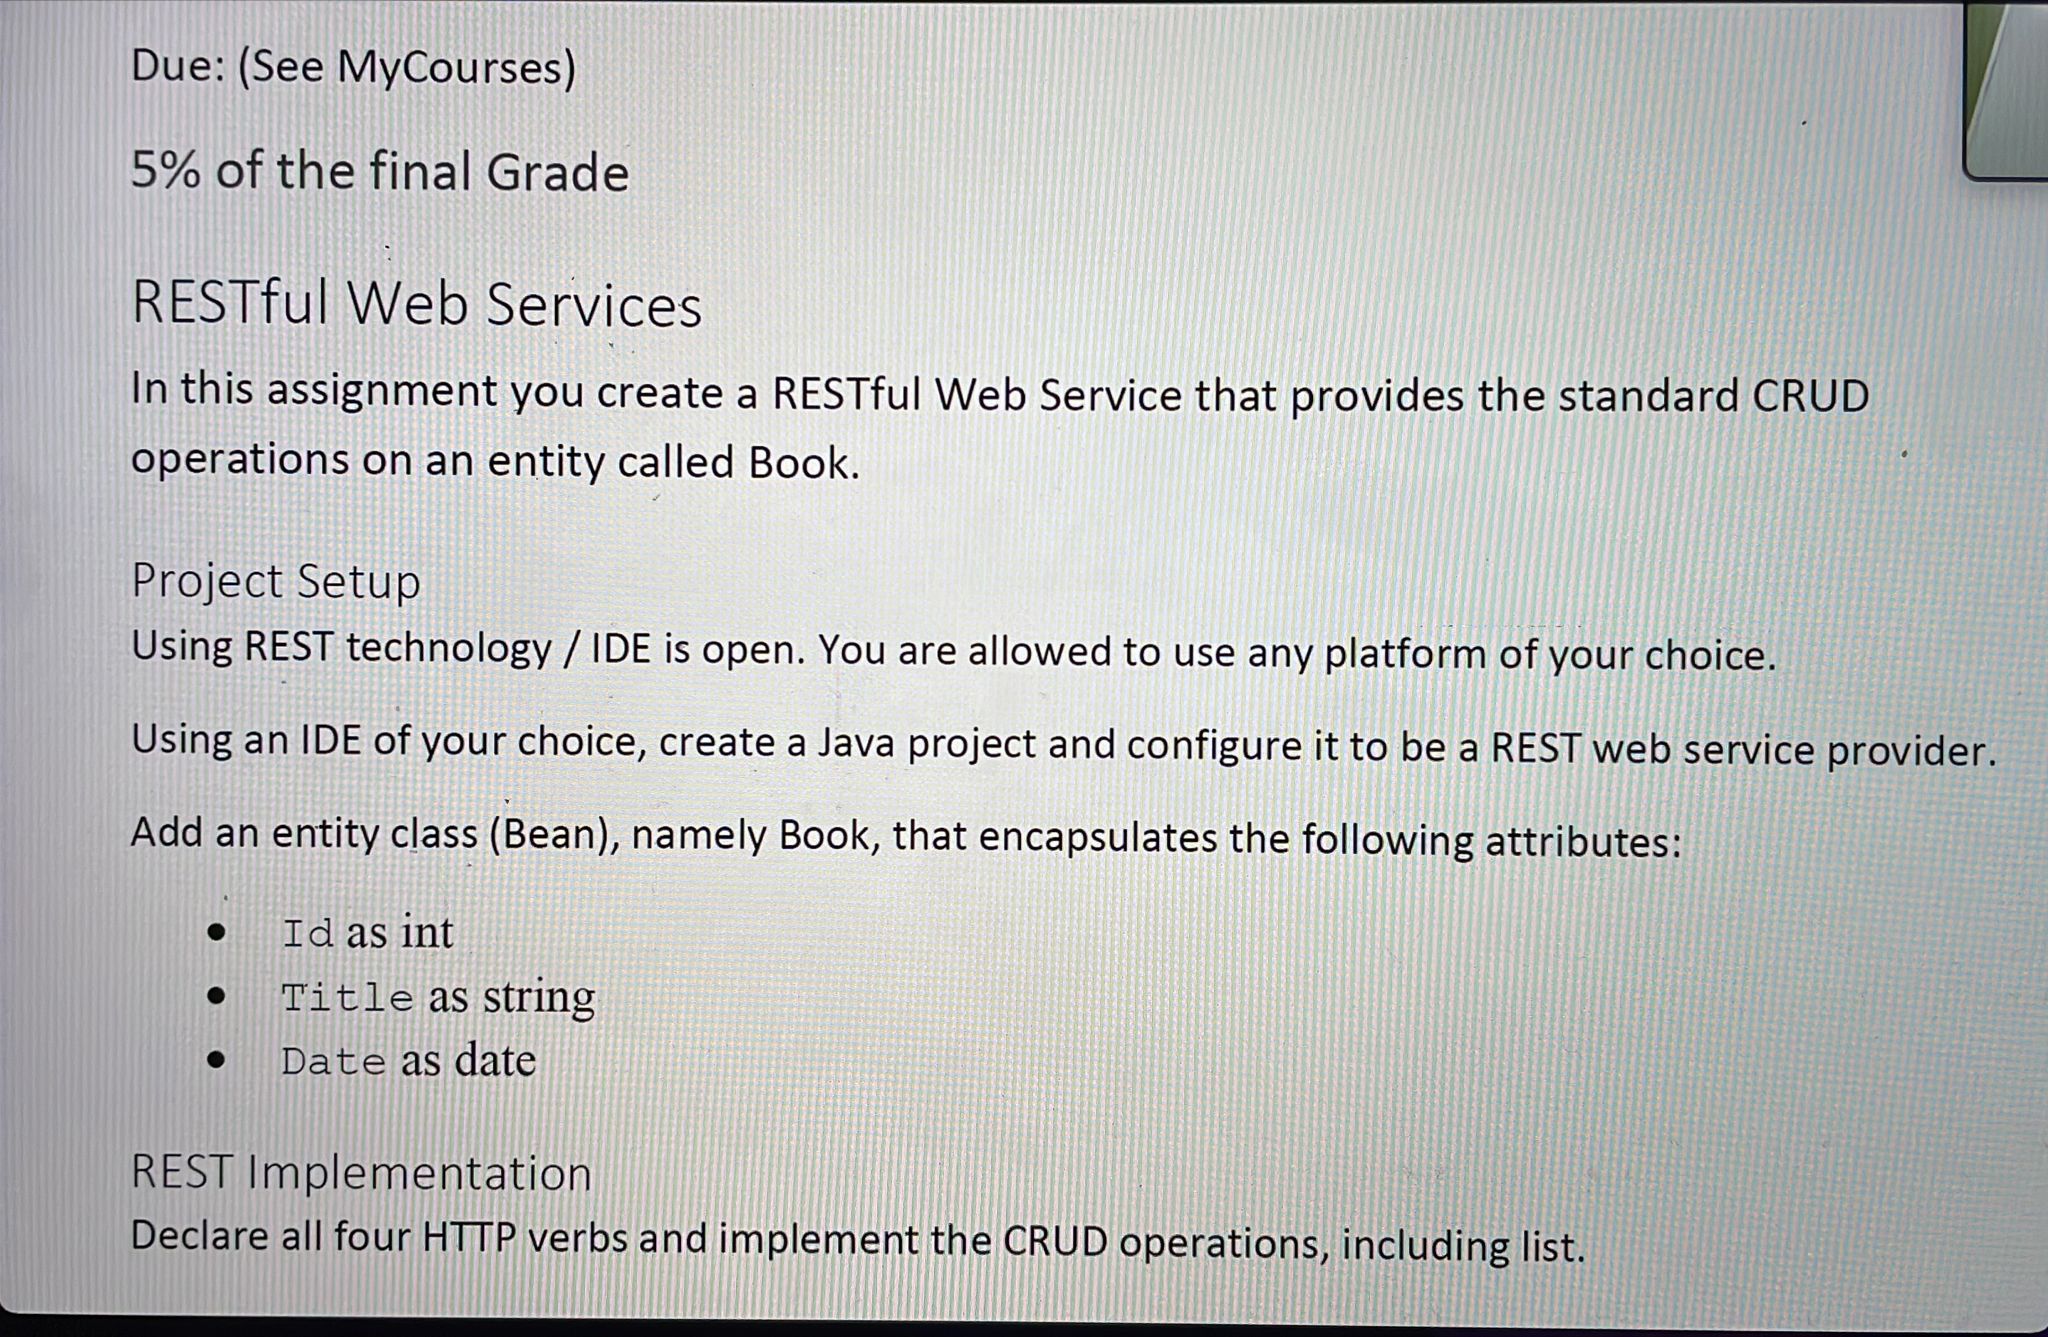 Due: (See MyCourses)
5% of the final Grade
RESTful Web Services
In this assignment you create a RESTful Web Service that provides the standard CRUD
operations on an entity called Book.
Project Setup
Using REST technology / IDE is open. You are allowed to use any platform of your choice.
Using an IDE of your choice, create a Java project and configure it to be a REST web service provider.
Add an entity class (Bean), namely Book, that encapsulates the following attributes:
• Id as int
• Title as string
• Date as date
REST Implementation
Declare all four HTTP verbs and implement the CRUD operations, including list.